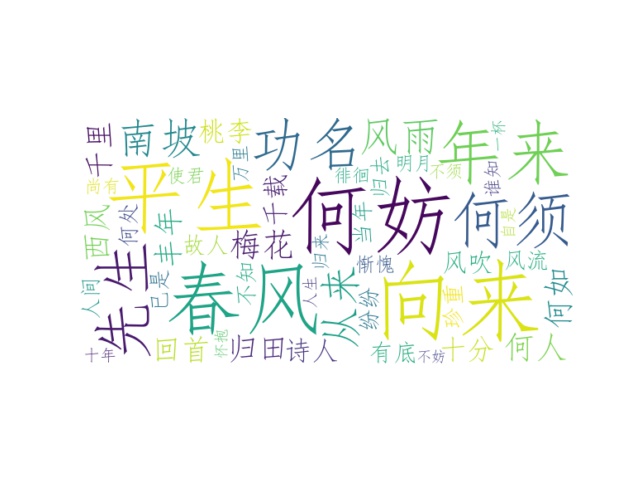 千里
南坡
桃李
功名
风雨
年来
一杯
谁知
尚有
使君
万里
平生
徘徊
归去
明月
不须
西风
何处
丰年
故人
梅花
千载
归来
当年
何妨
何须
自是
惭愧
风吹
风流
先生
人间
已是
春风
不知
人生
从来
纷纷
向来
珍重
何如
十年
回首
怀抱
归田
诗人
有底
不妨
十分
何人